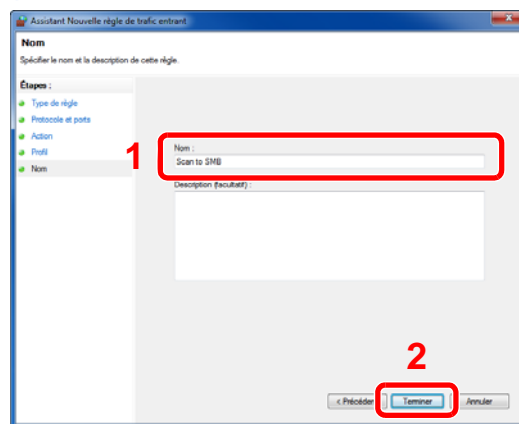 Assistant Nouvelle règle de trafic entrant
Nom
Spécifier le nom et la description de cette règle.
Étapes :
Type de règle
Protocole et ports
Action
Profil
Nom
1
Nom :
Scan to SMB
Description (facultatif) :
2
< Précédent
Terminer
Annuler